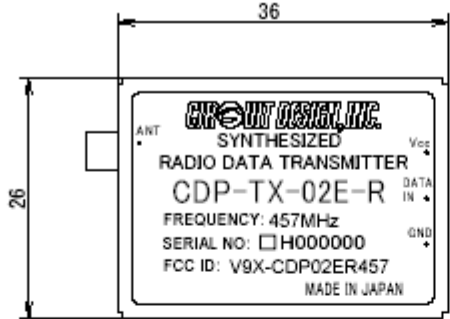 36
26
CIRCUIT DESIGN, INC.
ANT
SYNTHESIZED
Vcc
RADIO DATA TRANSMITTER
CDP-TX-02E-R
DATA
IN
FREQUENCY: 457MHz
SERIAL NO: □H000000
GND
FCC ID: V9X-CDP02ER457
MADE IN JAPAN